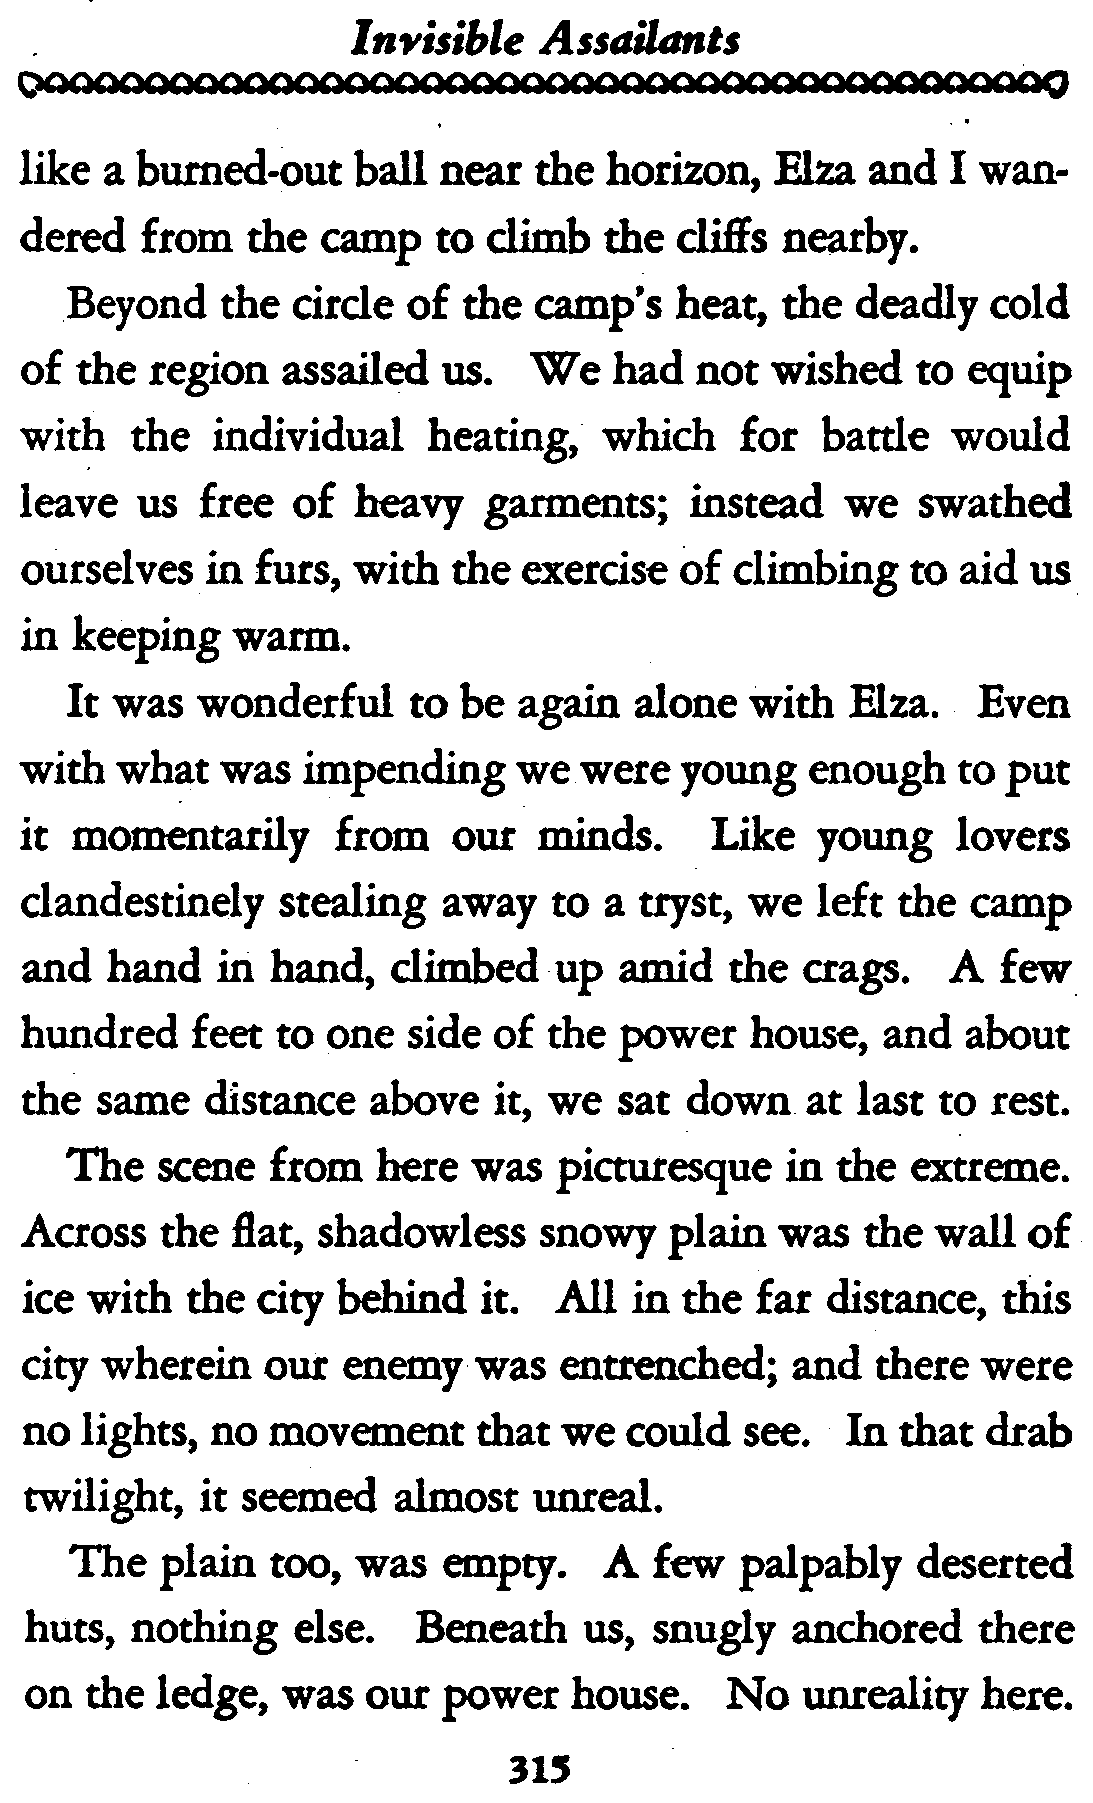 Invisible Assailants
like a burned-out ball near the horizon, Elza and I wan-
dered from the camp to climb the cliffs nearby.
Beyond the circle of the camp's heat, the deadly cold
of the region assailed us. We had not wished to equip
with the individual heating, which for battle would
leave us free of heavy garments; instead we swathed
ourselves in furs, with the exercise of climbing to aid us
in keeping warm.
It was wonderful to be again alone with Elza. Even
with what was impending we were young enough to put
it momentarily from our minds. Like young lovers
clandestinely stealing away to a tryst, we left the camp
and hand in hand, climbed up amid the crags. A few
hundred feet to one side of the power house, and about
the same distance above it, we sat down at last to rest.
The scene from here was picturesque in the extreme.
Across the flat, shadowless snowy plain was the wall of
ice with the city behind it. All in the far distance, this
city wherein our enemy was entrenched; and there were
no lights, no movement that we could see. In that drab
twilight, it seemed almost unreal.
The plain too, was empty. A few palpably deserted
huts, nothing else. Beneath us, snugly anchored there
on the ledge, was our power house. No unreality here.
315